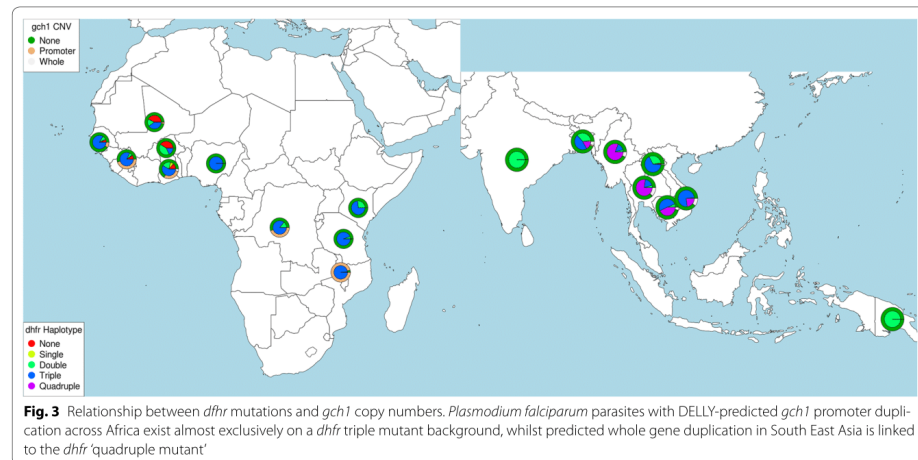 gch1 CNV
None
Promoter
Whole
dhfr Haplotype
None
Single
Double
Triple
Quadruple
Fig. 3 Relationship between dfhr mutations and gch1 copy numbers. Plasmodium falciparum parasites with DELLY-predicted gch1 promoter dupli-
cation across Africa exist almost exclusively on a dhfr triple mutant background, whilst predicted whole gene duplication in South East Asia is linked
to the dhfr ‘quadruple mutant’